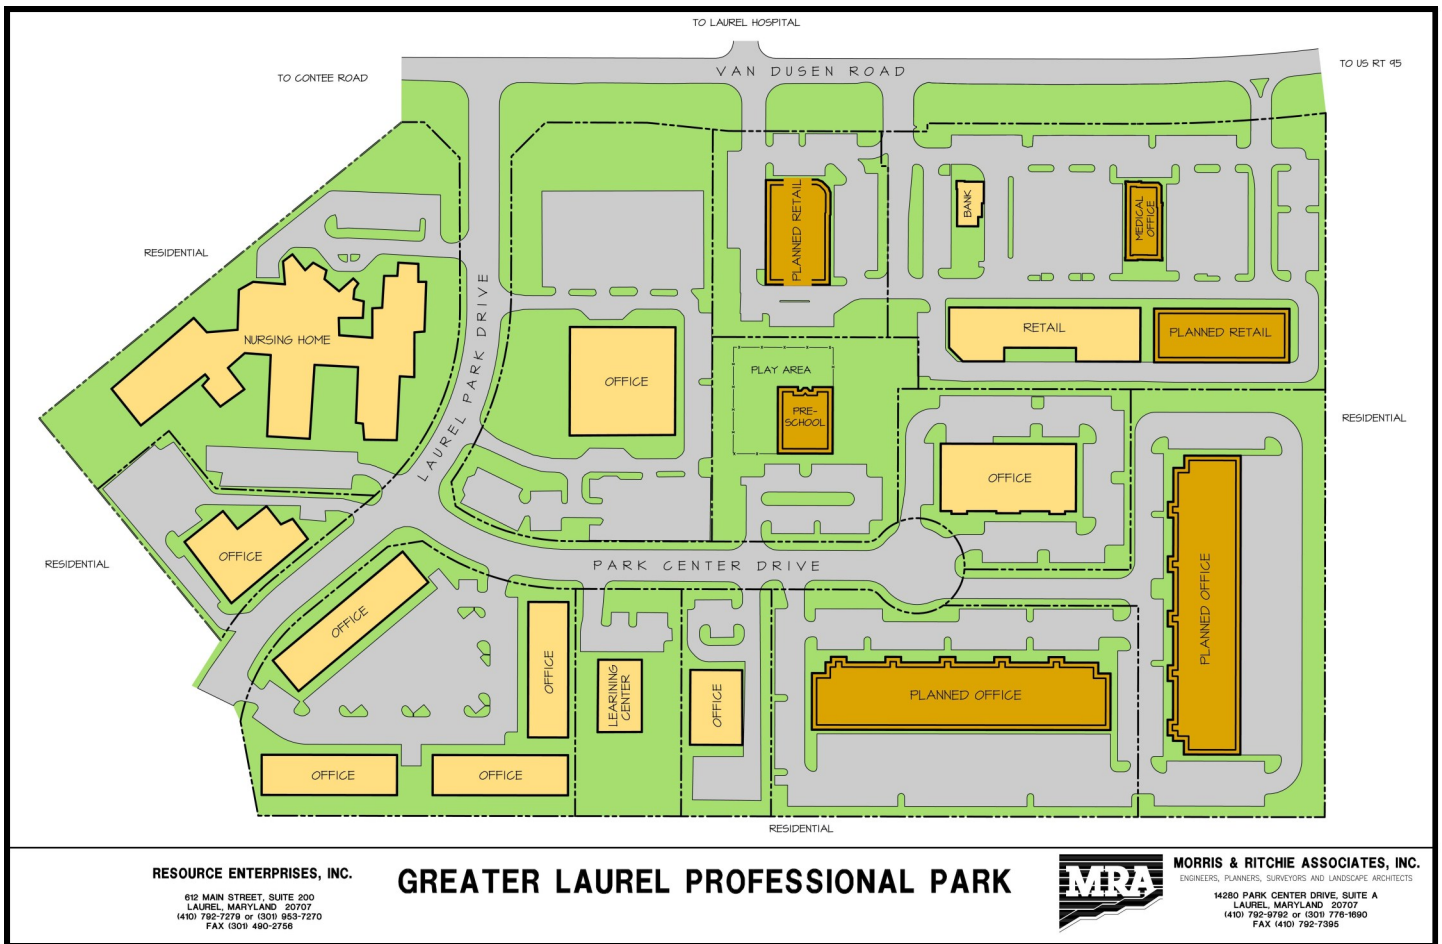 TO LAUREL HOSPITAL
TO CONTEE ROAD
VAN DUSEN ROAD
TO US RT 95
RESIDENTIAL
NURSING HOME
LAUREL PARK DRIVE
OFFICE
PLANNED RETAIL
BANK
MEDICAL
OFFICE
RETAIL
PLANNED RETAIL
PLAY AREA
PRE-
SCHOOL
RESIDENTIAL
OFFICE
OFFICE
RESIDENTIAL
PARK CENTER DRIVE
OFFICE
OFFICE
LEARINING
CENTER
OFFICE
PLANNED OFFICE
PLANNED OFFICE
OFFICE
OFFICE
RESIDENTIAL
RESOURCE ENTERPRISES, INC.
612 MAIN STREET, SUITE 200
LAUREL, MARYLAND 20707
(410) 792-7279 or (301) 953-7270
FAX (301) 490-2756
GREATER LAUREL PROFESSIONAL PARK
MRA
MORRIS & RITCHIE ASSOCIATES, INC.
ENGINEERS, PLANNERS, SURVEYORS AND LANDSCAPE ARCHITECTS
14280 PARK CENTER DRIVE, SUITE A
LAUREL, MARYLAND 20707
(410) 792-9792 or (301) 776-1690
FAX (410) 792-7395